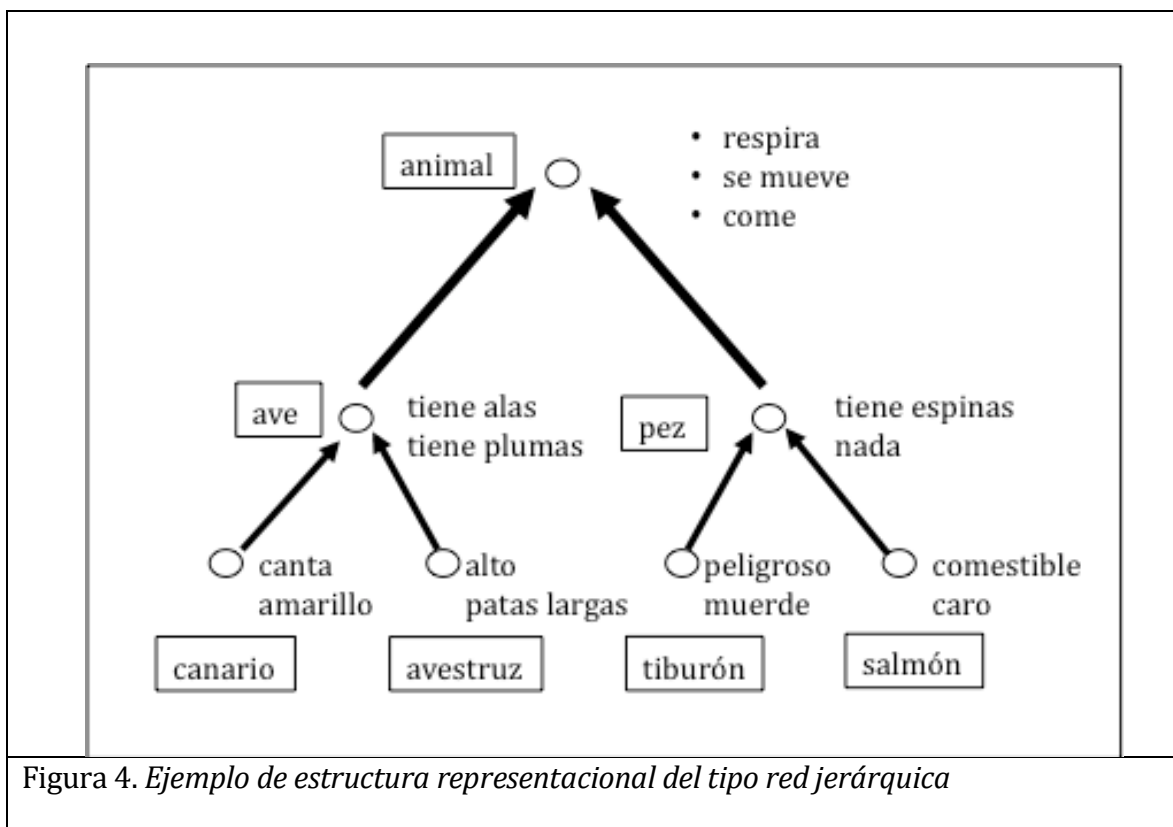 animal
• respira
• se mueve
• come
ave
tiene alas
tiene plumas
pez
tiene espinas
nada
canta
amarillo
alto
patas largas
peligroso
muerde
comestible
caro
canario
avestruz
tiburón
salmón
Figura 4. Ejemplo de estructura representacional del tipo red jerárquica